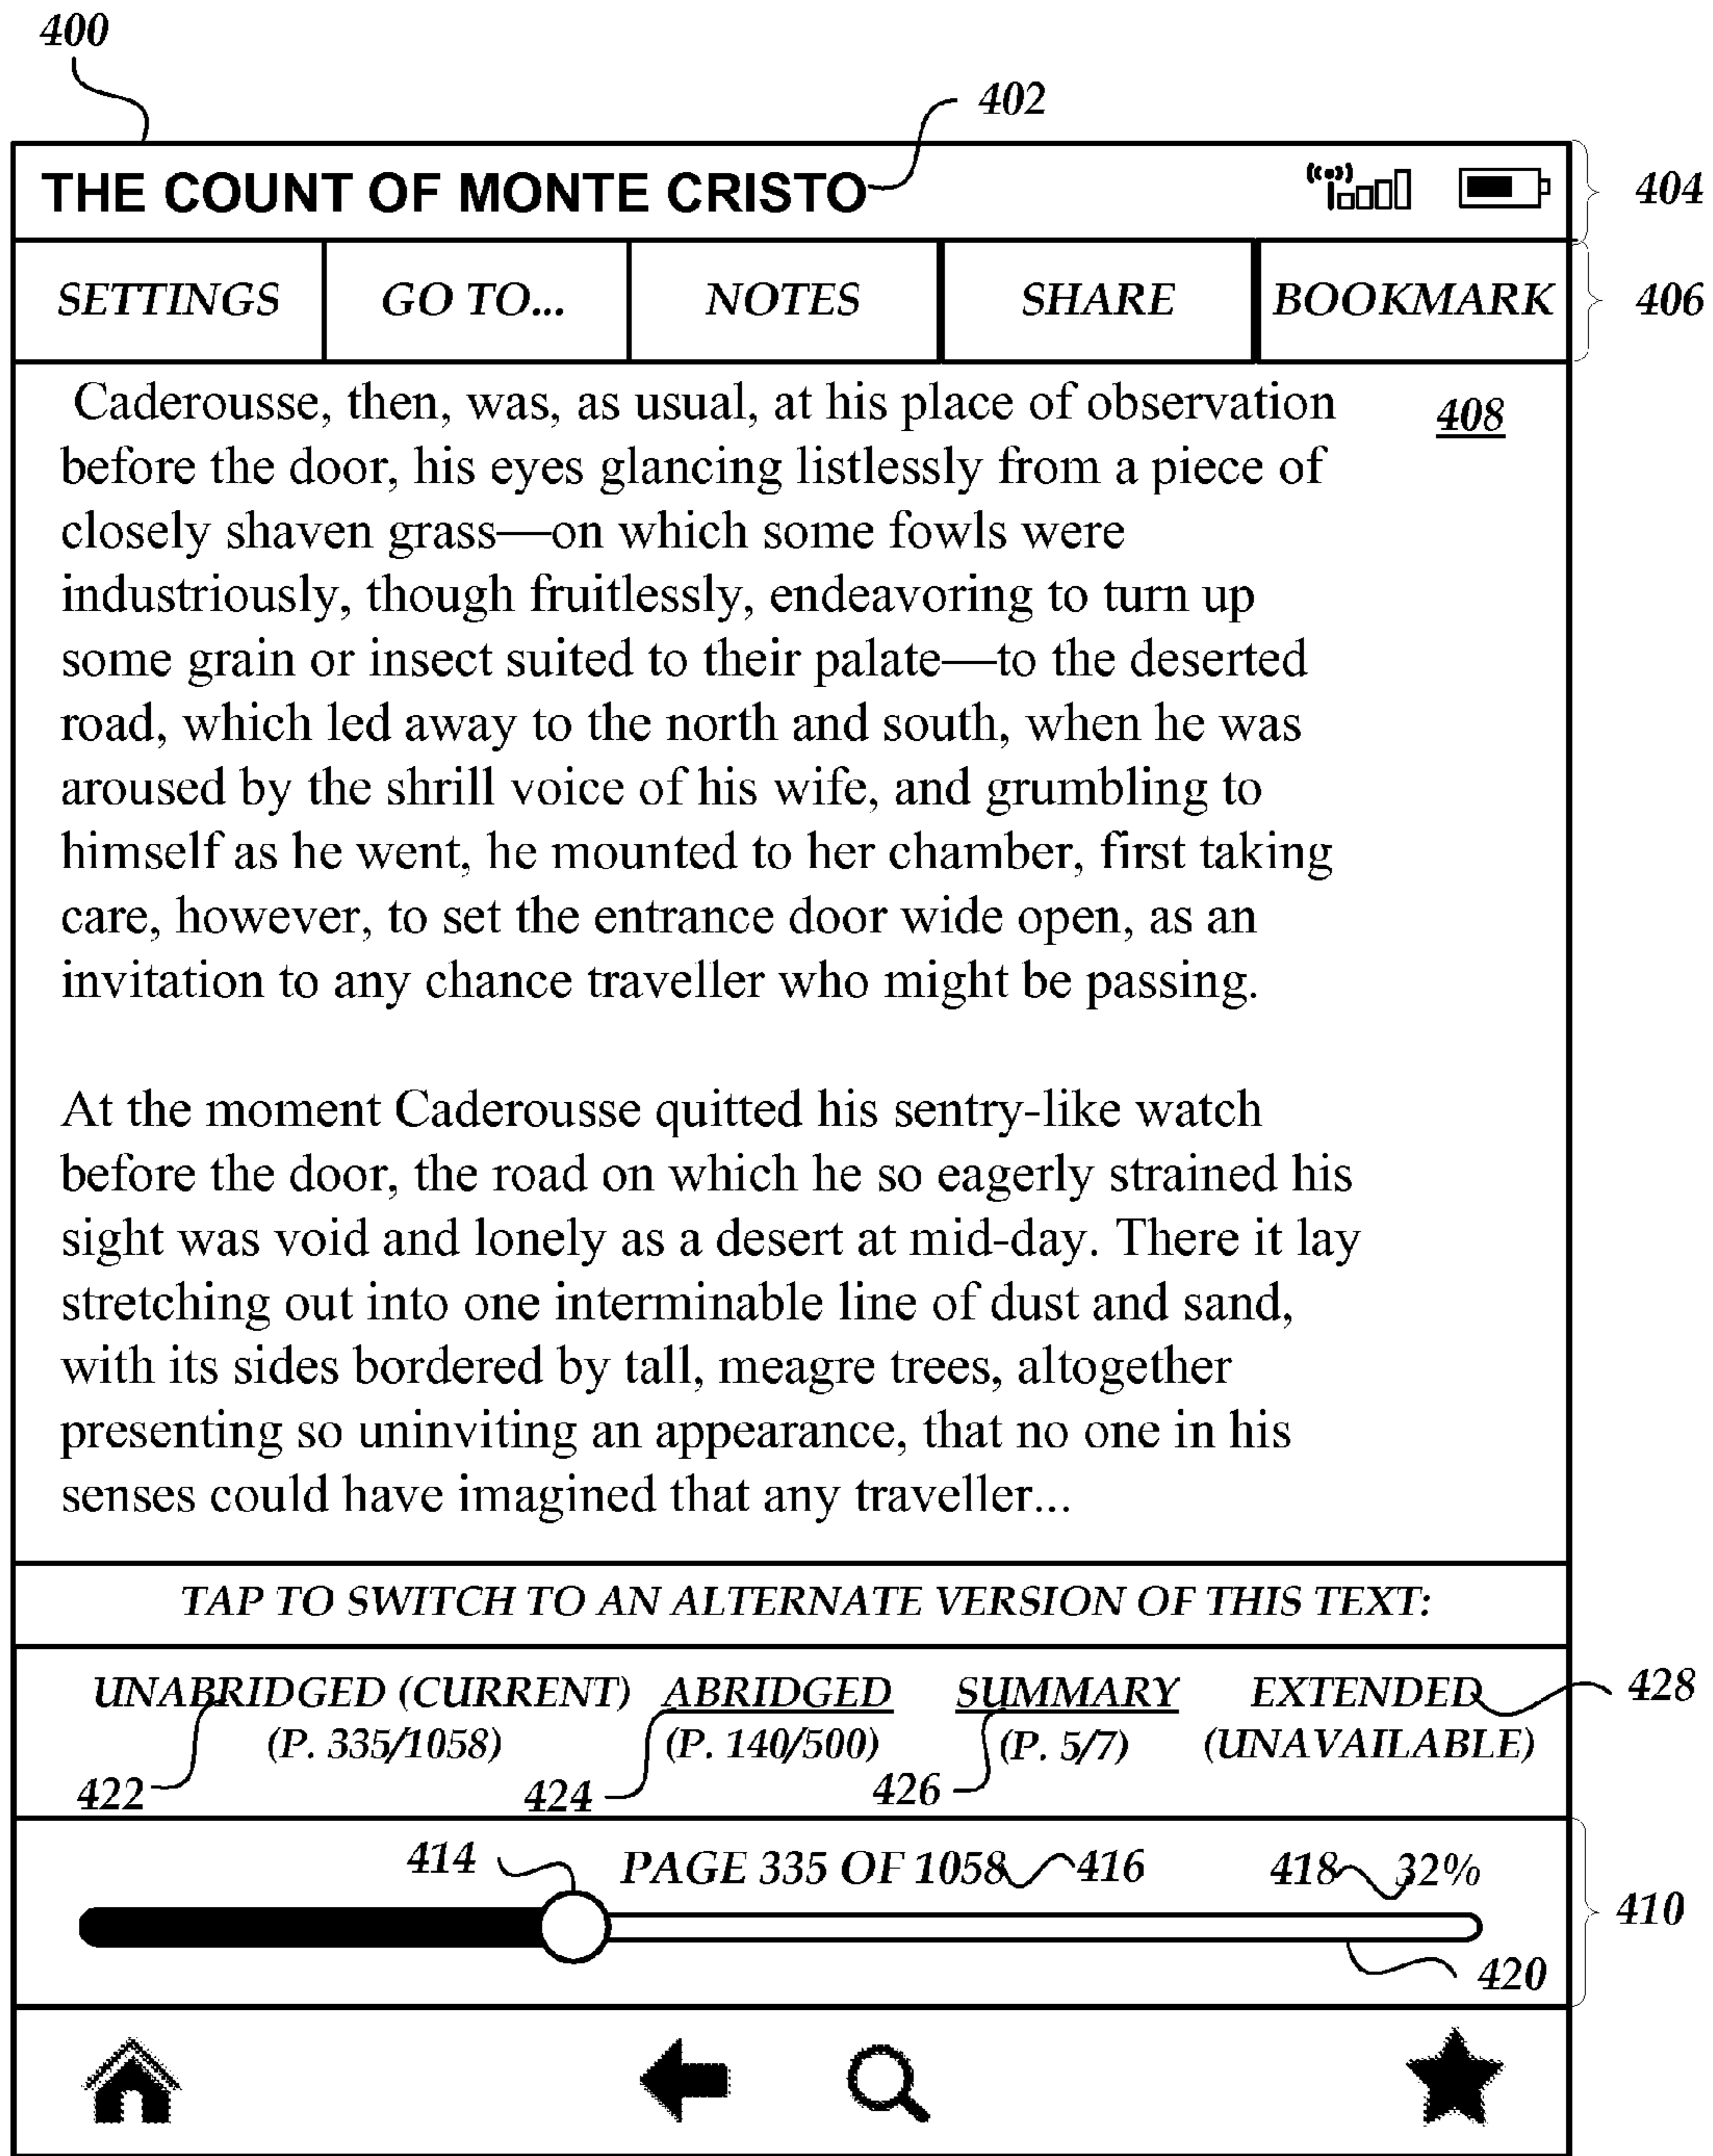 400
402
THE COUNT OF MONTE CRISTO
404
SETTINGS GO TO... NOTES SHARE BOOKMARK
406
Caderousse, then, was, as usual, at his place of observation
408
before the door, his eyes glancing listlessly from a piece of
closely shaven grass—on which some fowls were
industriously, though fruitlessly, endeavoring to turn up
some grain or insect suited to their palate—to the deserted
road, which led away to the north and south, when he was
aroused by the shrill voice of his wife, and grumbling to
himself as he went, he mounted to her chamber, first taking
care, however, to set the entrance door wide open, as an
invitation to any chance traveller who might be passing.
At the moment Caderousse quitted his sentry-like watch
before the door, the road on which he so eagerly strained his
sight was void and lonely as a desert at mid-day. There it lay
stretching out into one interminable line of dust and sand,
with its sides bordered by tall, meagre trees, altogether
presenting so uninviting an appearance, that no one in his
senses could have imagined that any traveller...
TAP TO SWITCH TO AN ALTERNATE VERSION OF THIS TEXT:
UNABRIDGED (CURRENT) ABRIDGED SUMMARY EXTENDED
428
(P. 335/1058) (P. 140/500) (P. 5/7) (UNAVAILABLE)
422 424 426
414 PAGE 335 OF 1058 416 418 32%
410
420